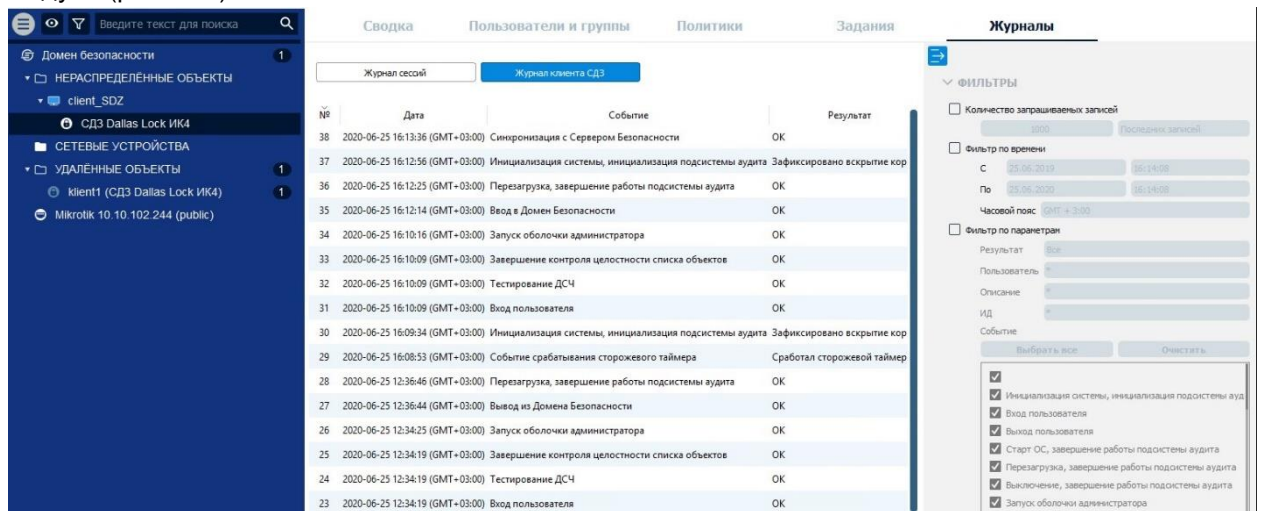 Введите текст для поиска
Сводка Пользователи и группы Политики Задания Журналы
Домен безопасности 1
НЕРАСПРЕДЕЛЁННЫЕ ОБЪЕКТЫ
client_SDZ
СДЗ Dallas Lock ИК4
СЕТЕВЫЕ УСТРОЙСТВА
УДАЛЁННЫЕ ОБЪЕКТЫ 1
klient1 (СДЗ Dallas Lock ИК4) 1
Mikrotik 10.10.102.244 (public)
Журнал сессий Журнал клиента СДЗ
№ Дата Событие Результат
38 2020-06-25 16:13:36 (GMT+03:00) Синхронизация с Сервером Безопасности ОК
37 2020-06-25 16:12:56 (GMT+03:00) Инициализация системы, инициализация подсистемы аудита Зафиксировано вскрытие кор
36 2020-06-25 16:12:25 (GMT+03:00) Перезагрузка, завершение работы подсистемы аудита ОК
35 2020-06-25 16:12:14 (GMT+03:00) Ввод в Домен Безопасности ОК
34 2020-06-25 16:10:16 (GMT+03:00) Запуск оболочки администратора ОК
33 2020-06-25 16:10:09 (GMT+03:00) Завершение контроля целостности списка объектов ОК
32 2020-06-25 16:10:09 (GMT+03:00) Тестирование ДСЧ ОК
31 2020-06-25 16:10:09 (GMT+03:00) Вход пользователя ОК
30 2020-06-25 16:09:34 (GMT+03:00) Инициализация системы, инициализация подсистемы аудита Зафиксировано вскрытие кор
29 2020-06-25 16:08:53 (GMT+03:00) Событие срабатывания сторожевого таймера Сработал сторожевой таймер
28 2020-06-25 12:36:46 (GMT+03:00) Перезагрузка, завершение работы подсистемы аудита ОК
27 2020-06-25 12:36:44 (GMT+03:00) Вывод из Домена Безопасности ОК
26 2020-06-25 12:34:25 (GMT+03:00) Запуск оболочки администратора ОК
25 2020-06-25 12:34:19 (GMT+03:00) Завершение контроля целостности списка объектов ОК
24 2020-06-25 12:34:19 (GMT+03:00) Тестирование ДСЧ ОК
23 2020-06-25 12:34:19 (GMT+03:00) Вход пользователя ОК
ФИЛЬТРЫ
Количество запрашиваемых записей
1000 Последних записей
Фильтр по времени
С 25.06.2019 16:14:09
По 25.06.2020 16:14:09
Часовой пояс GMT + 3:00
Фильтр по параметрам
Результат Все
Пользователь *
Описание *
ИД *
Событие
Выбрать все Очистить
Инициализация системы, инициализация подсистемы ауд
Вход пользователя
Выход пользователя
Старт ОС, завершение работы подсистемы аудита
Перезагрузка, завершение работы подсистемы аудита
Выключение, завершение работы подсистемы аудита
Запуск оболочки администратора